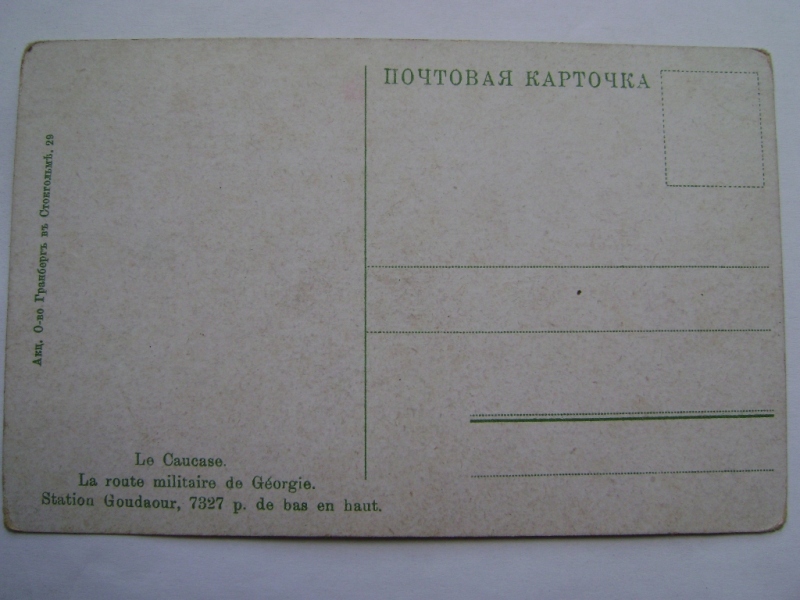 ПОЧТОВАЯ КАРТОЧКА
Акц. О-во Гранбергъ въ Стокгольмѣ, 29
Le Caucase.
La route militaire de Géorgie.
Station Goudaour, 7327 p. de bas en haut.